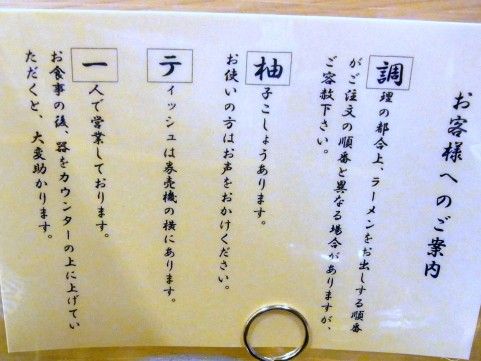 お客様へのご案内
調理の都合上、ラーメンをお出しする順番
がご注文の順番と異なる場合がありますが、
ご容赦下さい。
柚子こしょうあります。
お使いの方はお声をおかけください。
ティッシュは券売機の横にあります。
一人で営業しております。
お食事の後、器をカウンターの上に上げてい
ただくと、大変助かります。